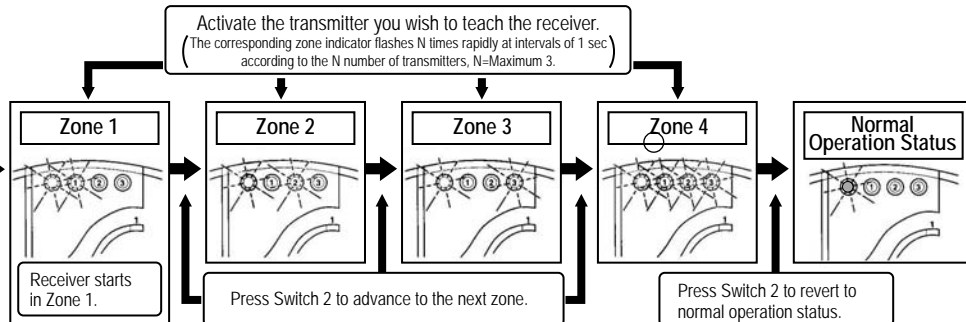 Activate the transmitter you wish to teach the receiver.
(The corresponding zone indicator flashes N times rapidly at intervals of 1 sec
according to the N number of transmitters, N=Maximum 3.)
Zone 1
1 2 3
1
Receiver starts
in Zone 1.
Zone 2
1 2 3
1
Zone 3
1 2 3
1
Press Switch 2 to advance to the next zone.
Zone 4
1 2 3
1
Normal
Operation Status
1 2 3
1
Press Switch 2 to revert to
normal operation status.